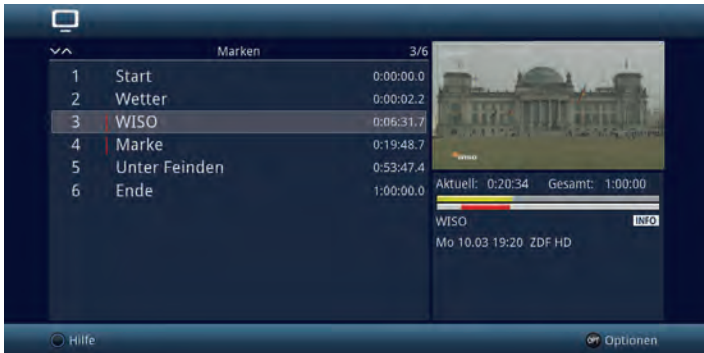 Marken 3/6
1 Start 0:00:00.0
2 Wetter 0:00:02.2
3 WISO 0:06:31.7
4 Marke 0:19:48.7
5 Unter Feinden 0:53:47.4
6 Ende 1:00:00.0
WISO
Aktuell: 0:20:34 Gesamt: 1:00:00
WISO INFO
Mo 10.03 19:20 ZDF HD
Hilfe OPT Optionen